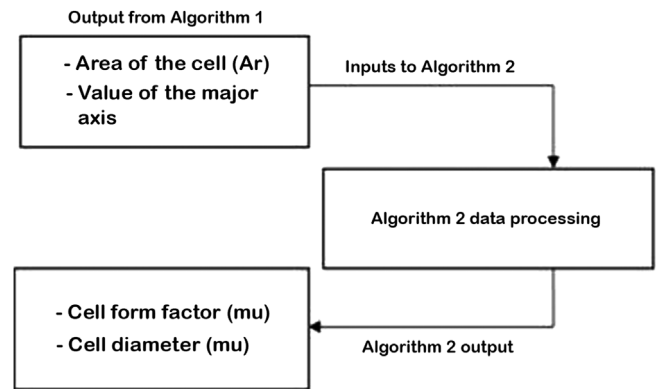 Output from Algorithm 1
- Area of the cell (Ar)
- Value of the major
axis
Inputs to Algorithm 2
Algorithm 2 data processing
- Cell form factor (mu)
- Cell diameter (mu)
Algorithm 2 output